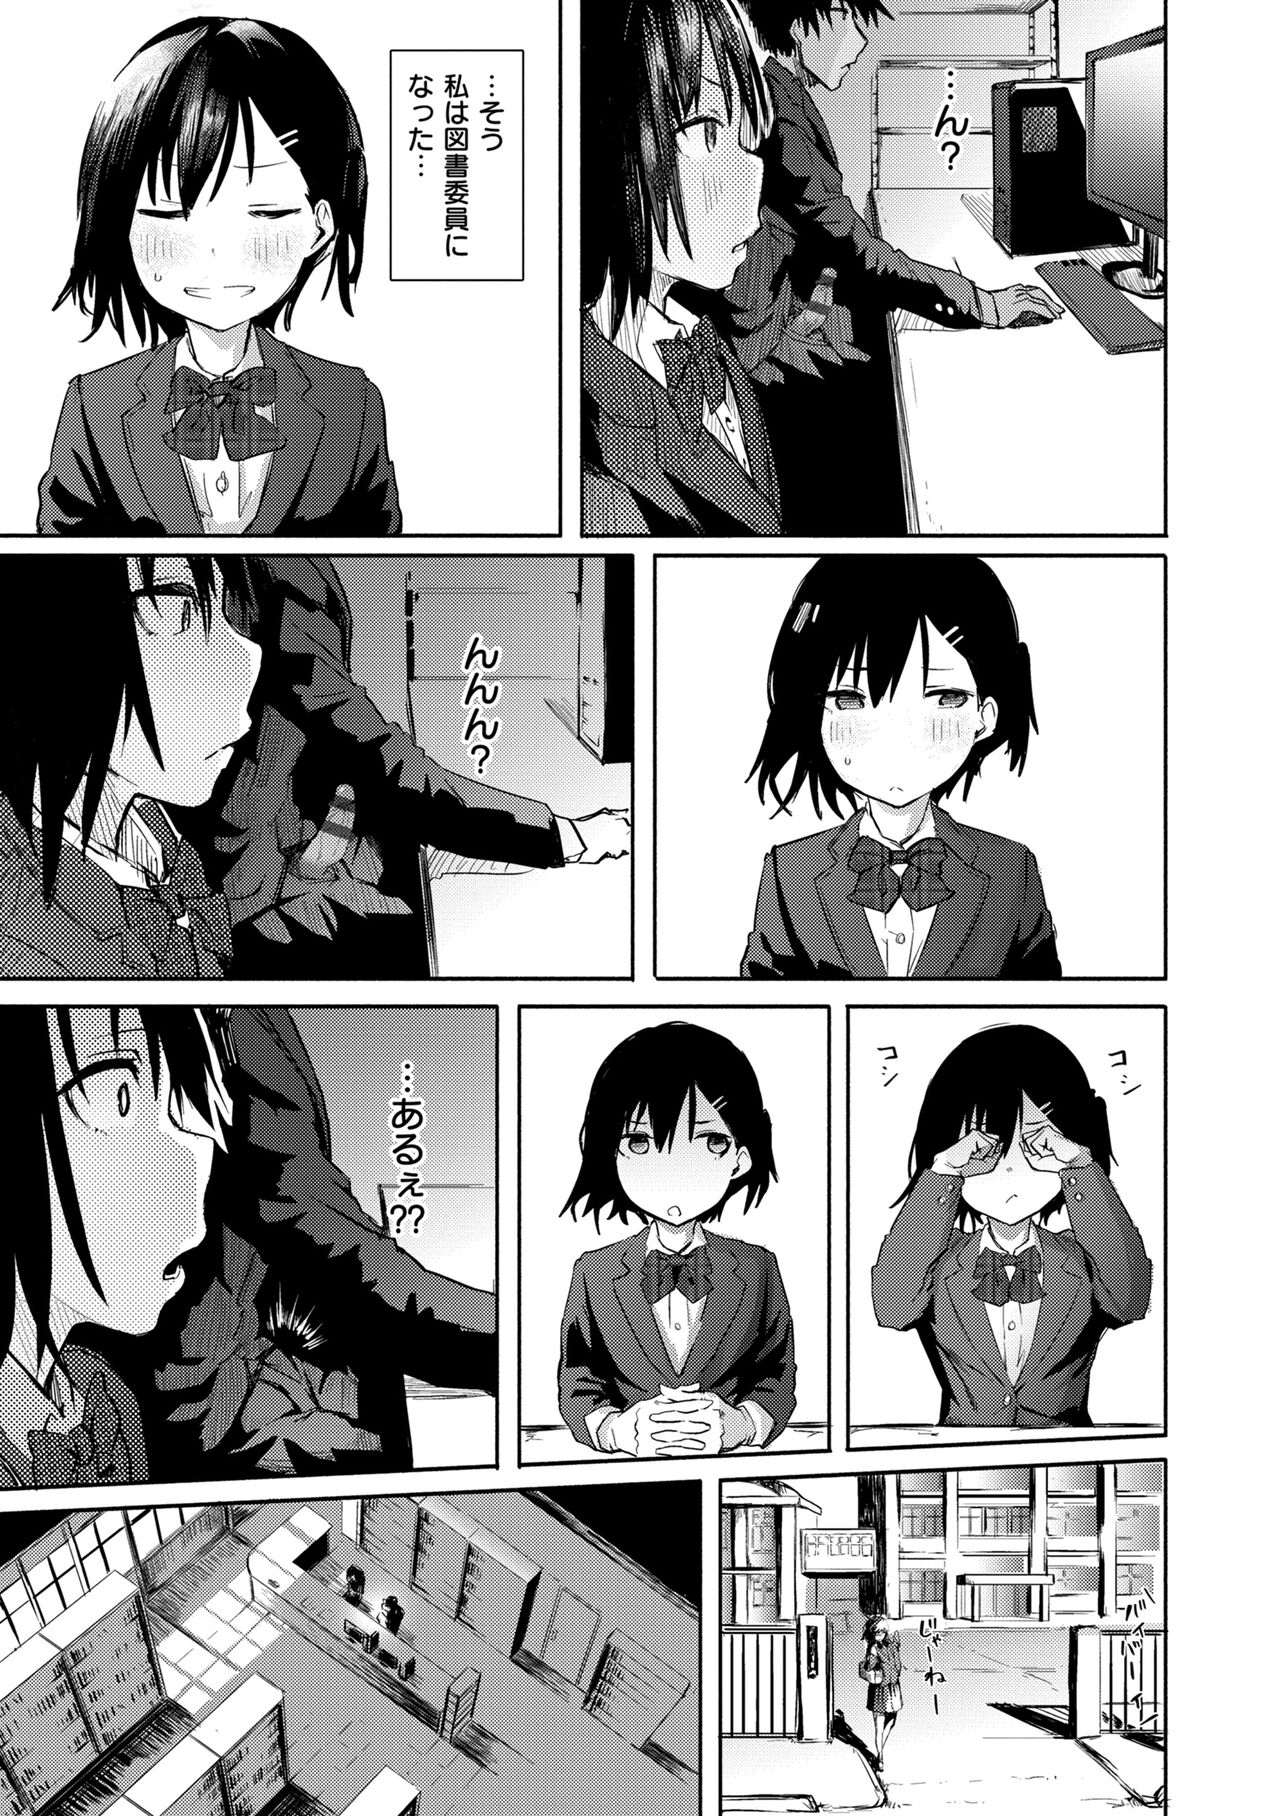 …ん?
…そう
私は図書委員に
なった…
んんん?
コシ
コシ
…あるぇ??
バイバーイン
じゃーねー